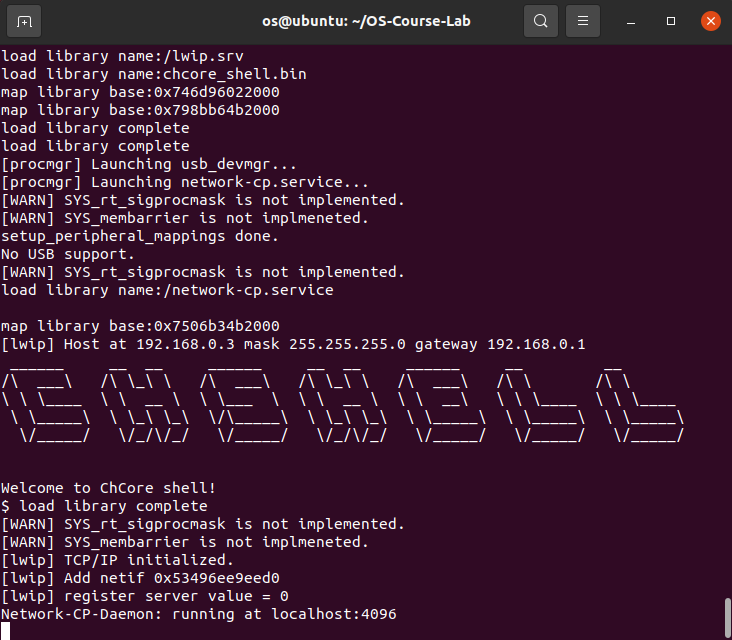 os@ubuntu: ~/OS-Course-Lab
load library name:/lwip.srv
load library name:chcore_shell.bin
map library base:0x746d96022000
map library base:0x798bb64b2000
load library complete
load library complete
[procmgr] Launching usb_devmgr...
[procmgr] Launching network-cp.service...
[WARN] SYS_rt_sigprocmask is not implemented.
[WARN] SYS_membarrier is not implmeneted.
setup_peripheral_mappings done.
No USB support.
[WARN] SYS_rt_sigprocmask is not implemented.
load library name:/network-cp.service
map library base:0x7506b34b2000
[lwip] Host at 192.168.0.3 mask 255.255.255.0 gateway 192.168.0.1
CHSHELL
Welcome to ChCore shell!
$ load library complete
[WARN] SYS_rt_sigprocmask is not implemented.
[WARN] SYS_membarrier is not implmeneted.
[lwip] TCP/IP initialized.
[lwip] Add netif 0x53496ee9eed0
[lwip] register server value = 0
Network-CP-Daemon: running at localhost:4096